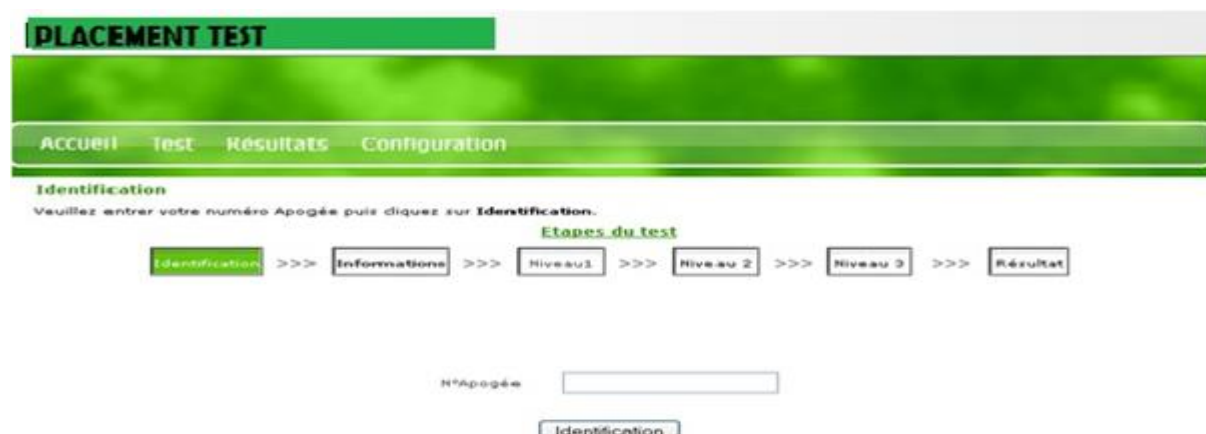 PLACEMENT TEST
Accueil Test Résultats Configuration
Identification
Veuillez entrer votre numéro Apogée puis cliquez sur Identification.
Etapes du test
Identification >>> Informations >>> Niveau1 >>> Niveau 2 >>> Niveau 3 >>> Résultat
N°Apogée
Identification